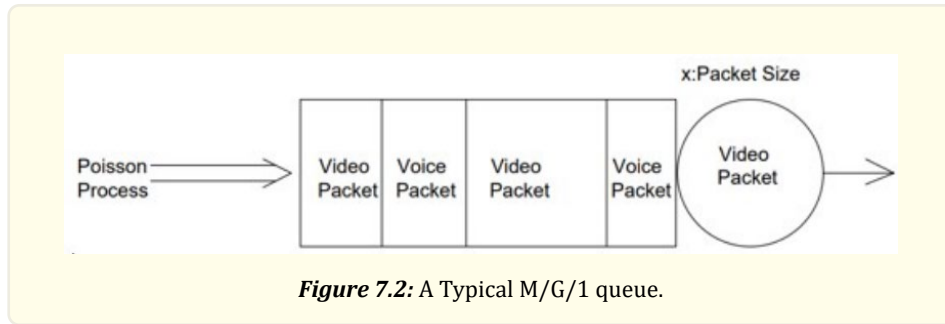 x:Packet Size
Poisson
Process
Video
Packet
Voice
Packet
Video
Packet
Voice
Packet
Video
Packet
Figure 7.2: A Typical M/G/1 queue.